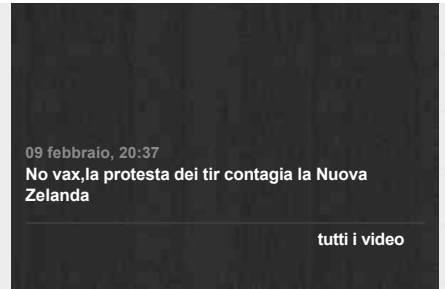 09 febbraio, 20:37
No vax,la protesta dei tir contagia la Nuova
Zelanda
tutti i video